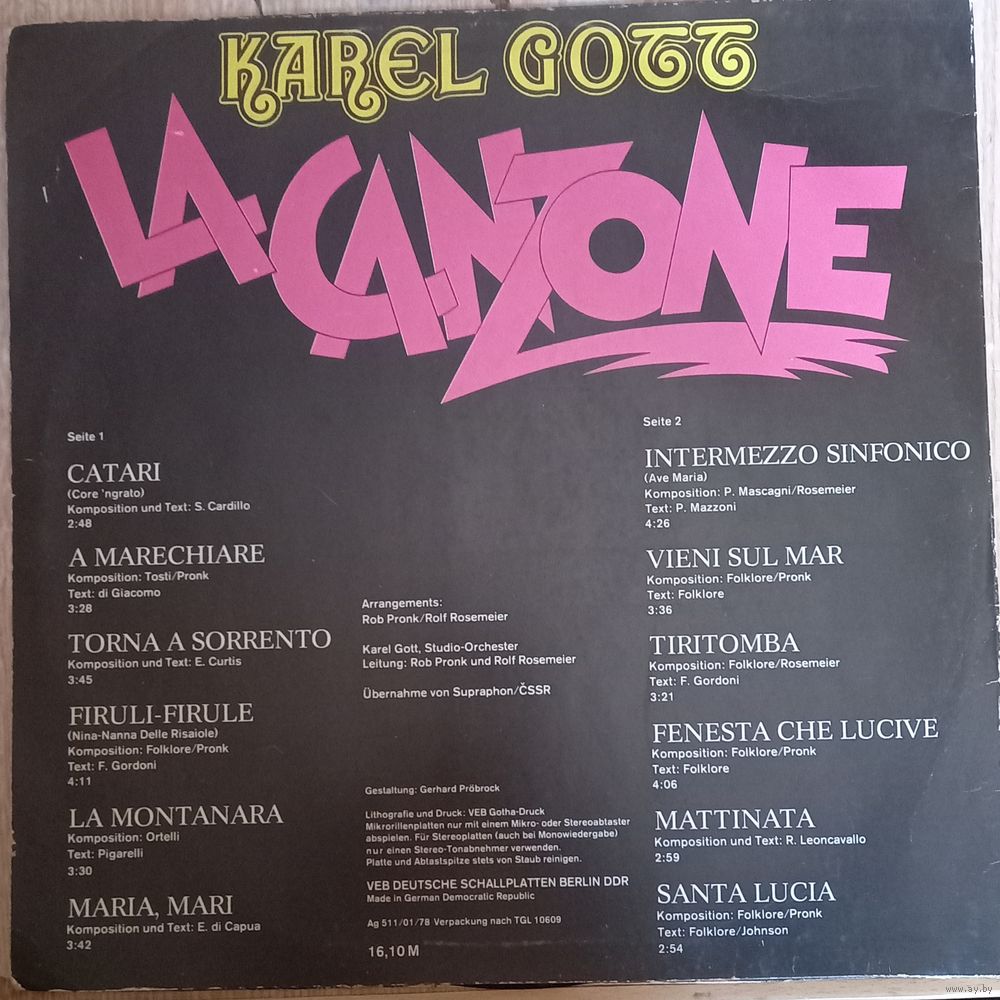 KAREL GOTT
LA CANZONE
Seite 1
CATARI
(Core 'ngrato)
Komposition und Text: S. Cardillo
2:48
A MARECHIARE
Komposition: Tosti/Pronk
Text: di Giacomo
3:28
TORNA A SORRENTO
Komposition und Text: E. Curtis
3:45
FIRULI-FIRULE
(Nina-Nanna Delle Risaiole)
Komposition: Folklore/Pronk
Text: F. Gordoni
4:11
LA MONTANARA
Komposition: Ortelli
Text: Pigarelli
3:30
MARIA, MARI
Komposition und Text: E. di Capua
3:42
Arrangements:
Rob Pronk/Rolf Rosemeier
Karel Gott, Studio-Orchester
Leitung: Rob Pronk und Rolf Rosemeier
Übernahme von Supraphon/ČSSR
Gestaltung: Gerhard Pröbrock
Lithografie und Druck: VEB Gotha-Druck
Mikrorillenplatten nur mit einem Mikro- oder Stereoabtaster
abspielen. Für Stereoplatten (auch bei Monowiedergabe)
nur einen Stereo-Tonabnehmer verwenden.
Platte und Abtastspitze stets von Staub reinigen.
VEB DEUTSCHE SCHALLPLATTEN BERLIN DDR
Made in German Democratic Republic
Ag 511/01/78 Verpackung nach TGL 10609
16,10 M
Seite 2
INTERMEZZO SINFONICO
(Ave Maria)
Komposition: P. Mascagni/Rosemeier
Text: P. Mazzoni
4:26
VIENI SUL MAR
Komposition: Folklore/Pronk
Text: Folklore
3:36
TIRITOMBA
Komposition: Folklore/Rosemeier
Text: F. Gordoni
3:21
FENESTA CHE LUCIVE
Komposition: Folklore/Pronk
Text: Folklore
4:06
MATTINATA
Komposition und Text: R. Leoncavallo
2:59
SANTA LUCIA
Komposition: Folklore/Pronk
Text: Folklore/Johnson
2:54
www.ay.by